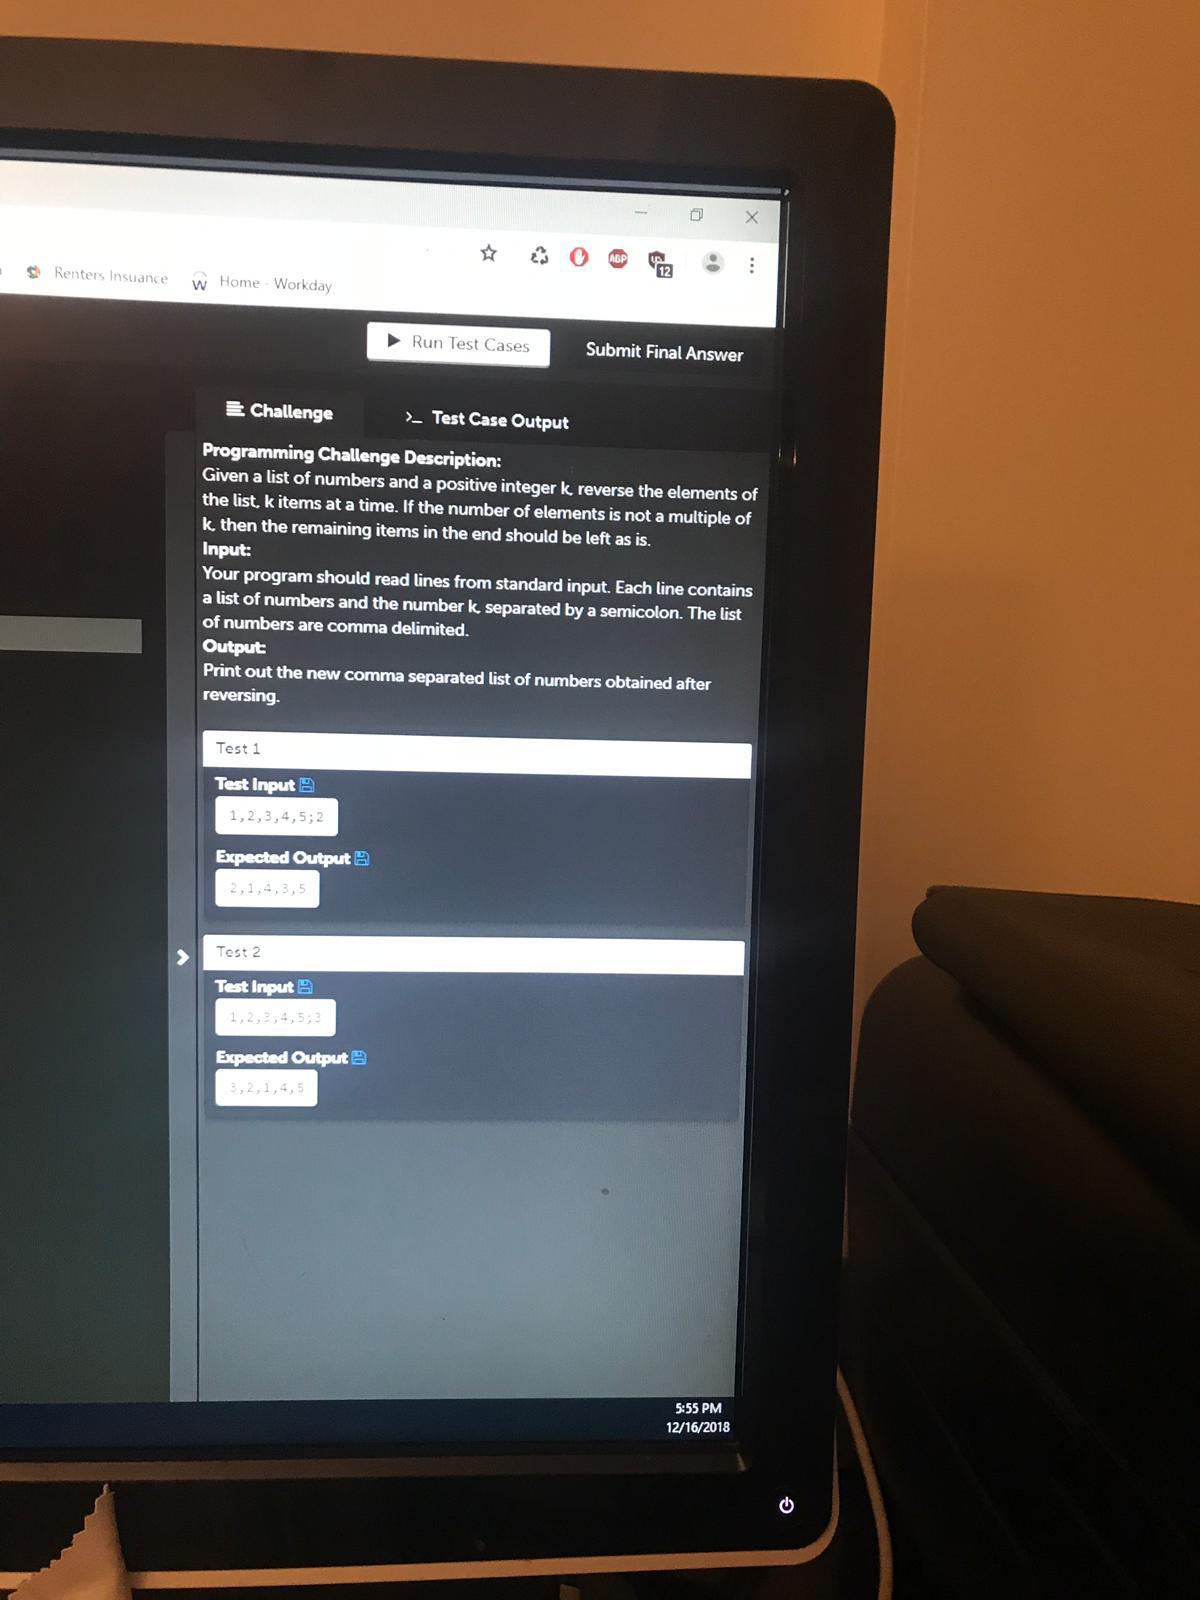 Renters Insuance
W Home - Workday
ABP
12
Run Test Cases
Submit Final Answer
Challenge
>_ Test Case Output
Programming Challenge Description:
Given a list of numbers and a positive integer k, reverse the elements of
the list, k items at a time. If the number of elements is not a multiple of
k, then the remaining items in the end should be left as is.
Input:
Your program should read lines from standard input. Each line contains
a list of numbers and the number k, separated by a semicolon. The list
of numbers are comma delimited.
Output:
Print out the new comma separated list of numbers obtained after
reversing.
Test 1
Test Input
1,2,3,4,5;2
Expected Output
2,1,4,3,5
Test 2
Test Input
1,2,3,4,5;3
Expected Output
3,2,1,4,5
5:55 PM
12/16/2018